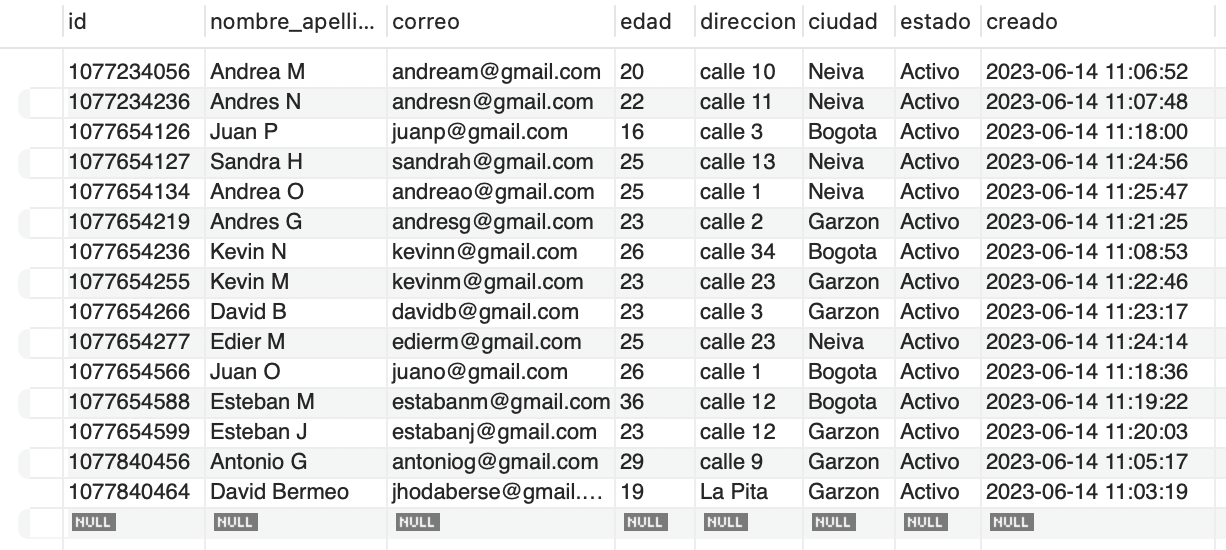 id nombre_apelli... correo edad direccion ciudad estado creado
1077234056 Andrea M andream@gmail.com 20 calle 10 Neiva Activo 2023-06-14 11:06:52
1077234236 Andres N andresn@gmail.com 22 calle 11 Neiva Activo 2023-06-14 11:07:48
1077654126 Juan P juanp@gmail.com 16 calle 3 Bogota Activo 2023-06-14 11:18:00
1077654127 Sandra H sandrah@gmail.com 25 calle 13 Neiva Activo 2023-06-14 11:24:56
1077654134 Andrea O andreao@gmail.com 25 calle 1 Neiva Activo 2023-06-14 11:25:47
1077654219 Andres G andresg@gmail.com 23 calle 2 Garzon Activo 2023-06-14 11:21:25
1077654236 Kevin N kevinn@gmail.com 26 calle 34 Bogota Activo 2023-06-14 11:08:53
1077654255 Kevin M kevinm@gmail.com 23 calle 23 Garzon Activo 2023-06-14 11:22:46
1077654266 David B davidb@gmail.com 23 calle 3 Garzon Activo 2023-06-14 11:23:17
1077654277 Edier M edierm@gmail.com 25 calle 23 Neiva Activo 2023-06-14 11:24:14
1077654566 Juan O juano@gmail.com 26 calle 1 Bogota Activo 2023-06-14 11:18:36
1077654588 Esteban M estabanm@gmail.com 36 calle 12 Bogota Activo 2023-06-14 11:19:22
1077654599 Esteban J estabanj@gmail.com 23 calle 12 Garzon Activo 2023-06-14 11:20:03
1077840456 Antonio G antoniog@gmail.com 29 calle 9 Garzon Activo 2023-06-14 11:05:17
1077840464 David Bermeo jhodaberse@gmail.... 19 La Pita Garzon Activo 2023-06-14 11:03:19
NULL NULL NULL NULL NULL NULL NULL NULL